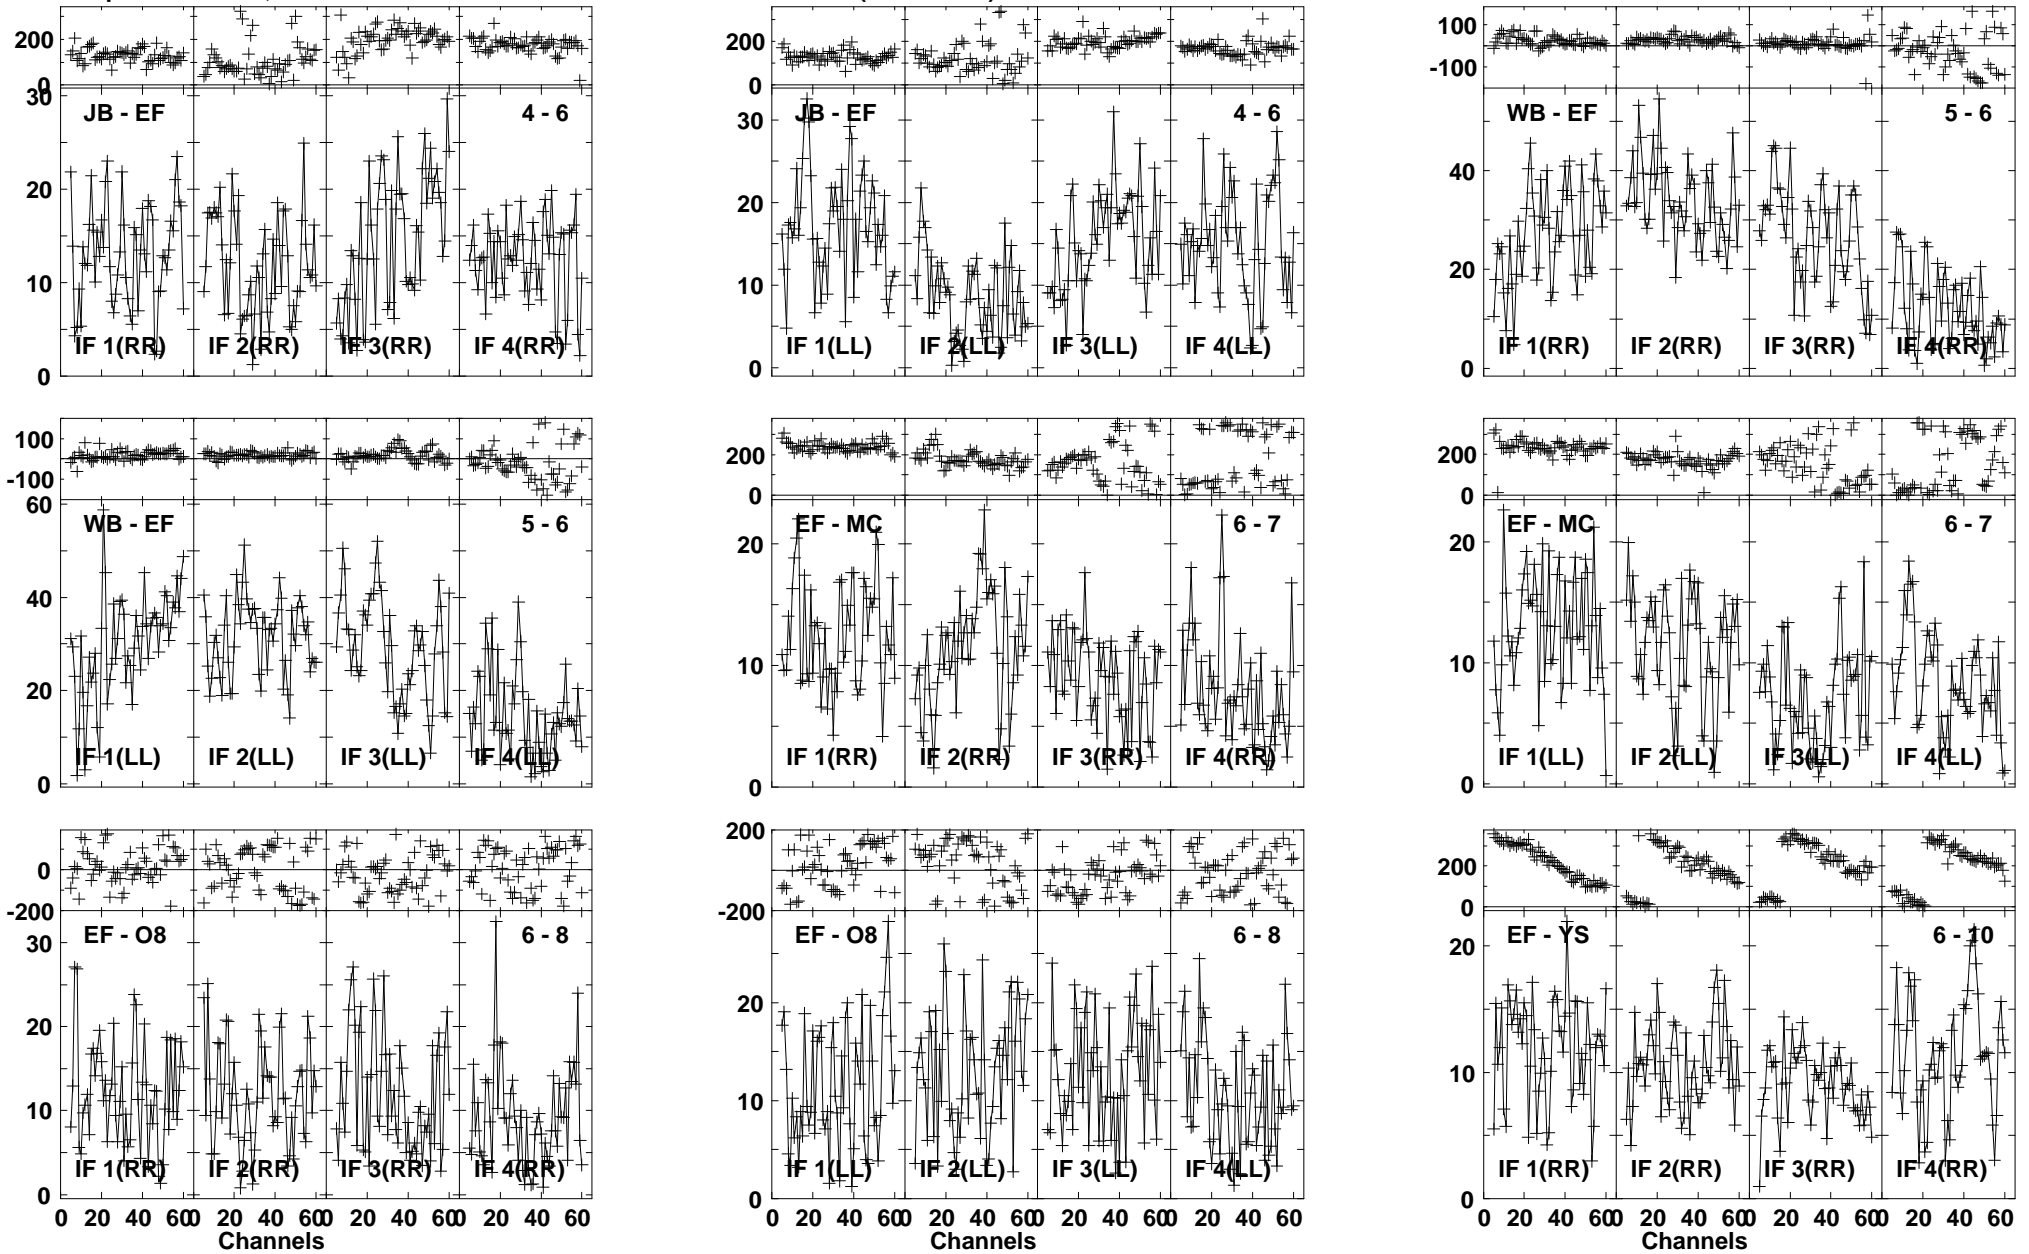 200
0
30
20
10
0
JB - EF
4 - 6
IF 1(RR)
IF 2(RR)
IF 3(RR)
IF 4(RR)
200
0
30
20
10
0
JB - EF
4 - 6
IF 1(LL)
IF 2(LL)
IF 3(LL)
IF 4(LL)
100
-100
40
20
0
WB - EF
5 - 6
IF 1(RR)
IF 2(RR)
IF 3(RR)
IF 4(RR)
100
-100
60
40
20
0
WB - EF
5 - 6
IF 1(LL)
IF 2(LL)
IF 3(LL)
IF 4(LL)
200
0
20
10
0
EF - MC
6 - 7
IF 1(RR)
IF 2(RR)
IF 3(RR)
IF 4(RR)
200
0
20
10
0
EF - MC
6 - 7
IF 1(LL)
IF 2(LL)
IF 3(LL)
IF 4(LL)
0
-200
30
20
10
0
EF - O8
6 - 8
IF 1(RR)
IF 2(RR)
IF 3(RR)
IF 4(RR)
0 20 40 60 0 20 40 60 0 20 40 60 0 20 40 60
Channels
200
0
-200
20
10
0
EF - O8
6 - 8
IF 1(LL)
IF 2(LL)
IF 3(LL)
IF 4(LL)
0 20 40 60 0 20 40 60 0 20 40 60 0 20 40 60
Channels
200
0
20
10
0
EF - YS
6 - 10
IF 1(RR)
IF 2(RR)
IF 3(RR)
IF 4(RR)
0 20 40 60 0 20 40 60 0 20 40 60 0 20 40 60
Channels